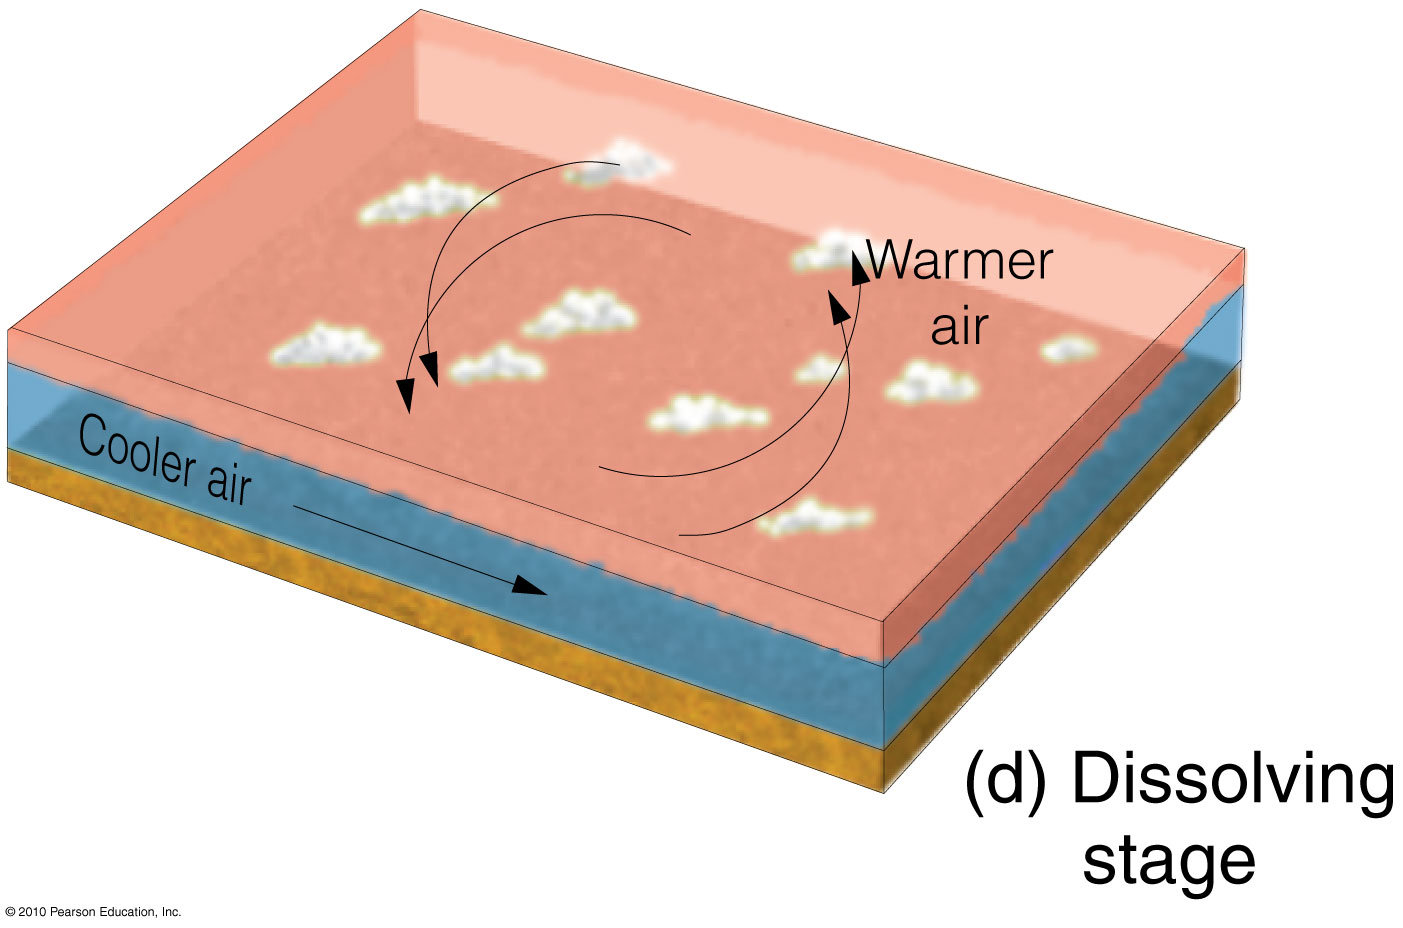 Warmer
air
Cooler air
(d) Dissolving
stage
© 2010 Pearson Education, Inc.